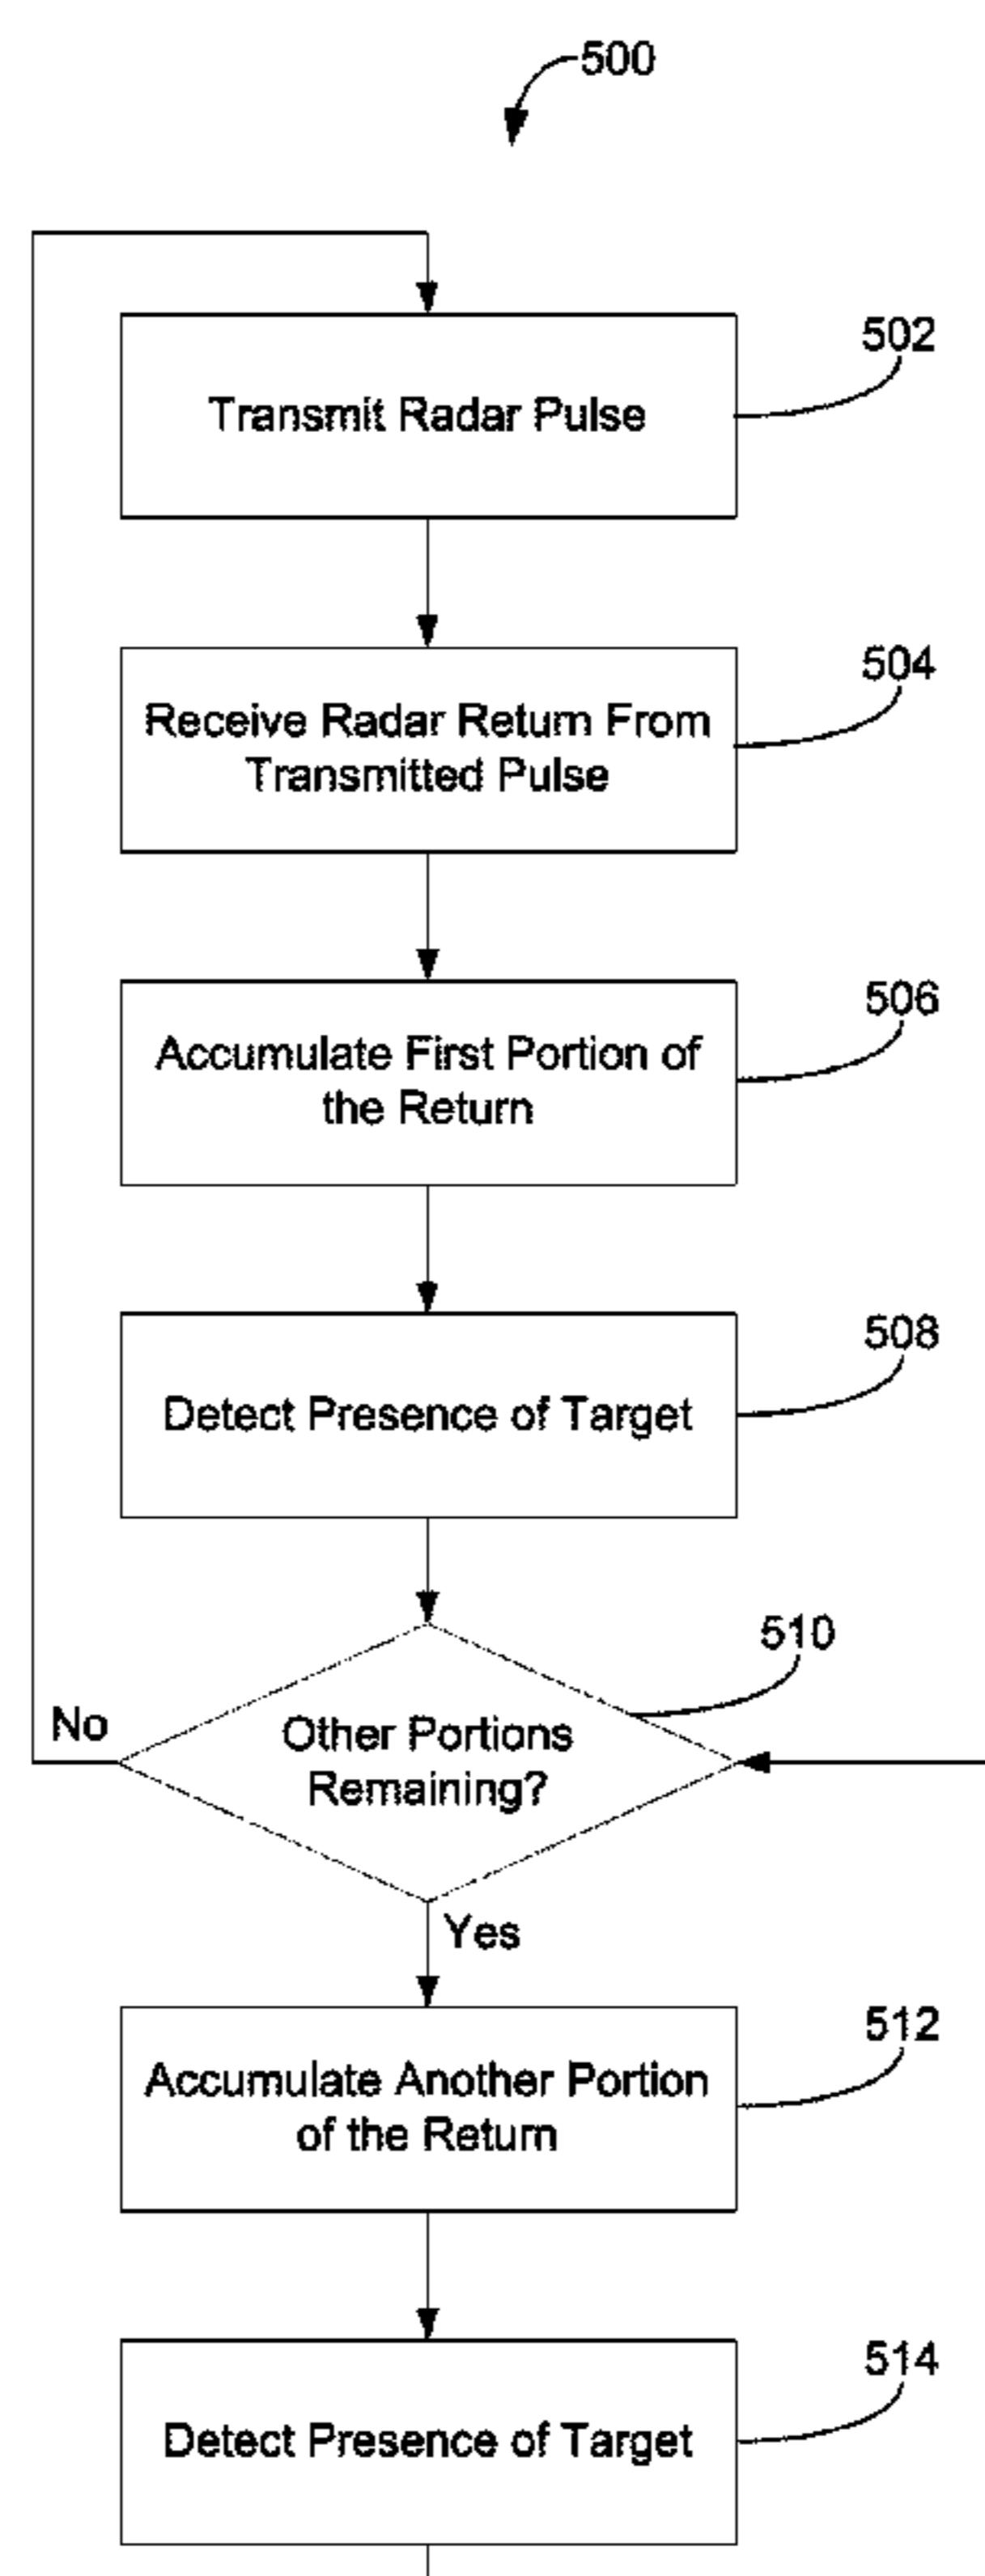 500
502
Transmit Radar Pulse
504
Receive Radar Return From
Transmitted Pulse
506
Accumulate First Portion of
the Return
508
Detect Presence of Target
510
No
Other Portions
Remaining?
Yes
512
Accumulate Another Portion
of the Return
514
Detect Presence of Target